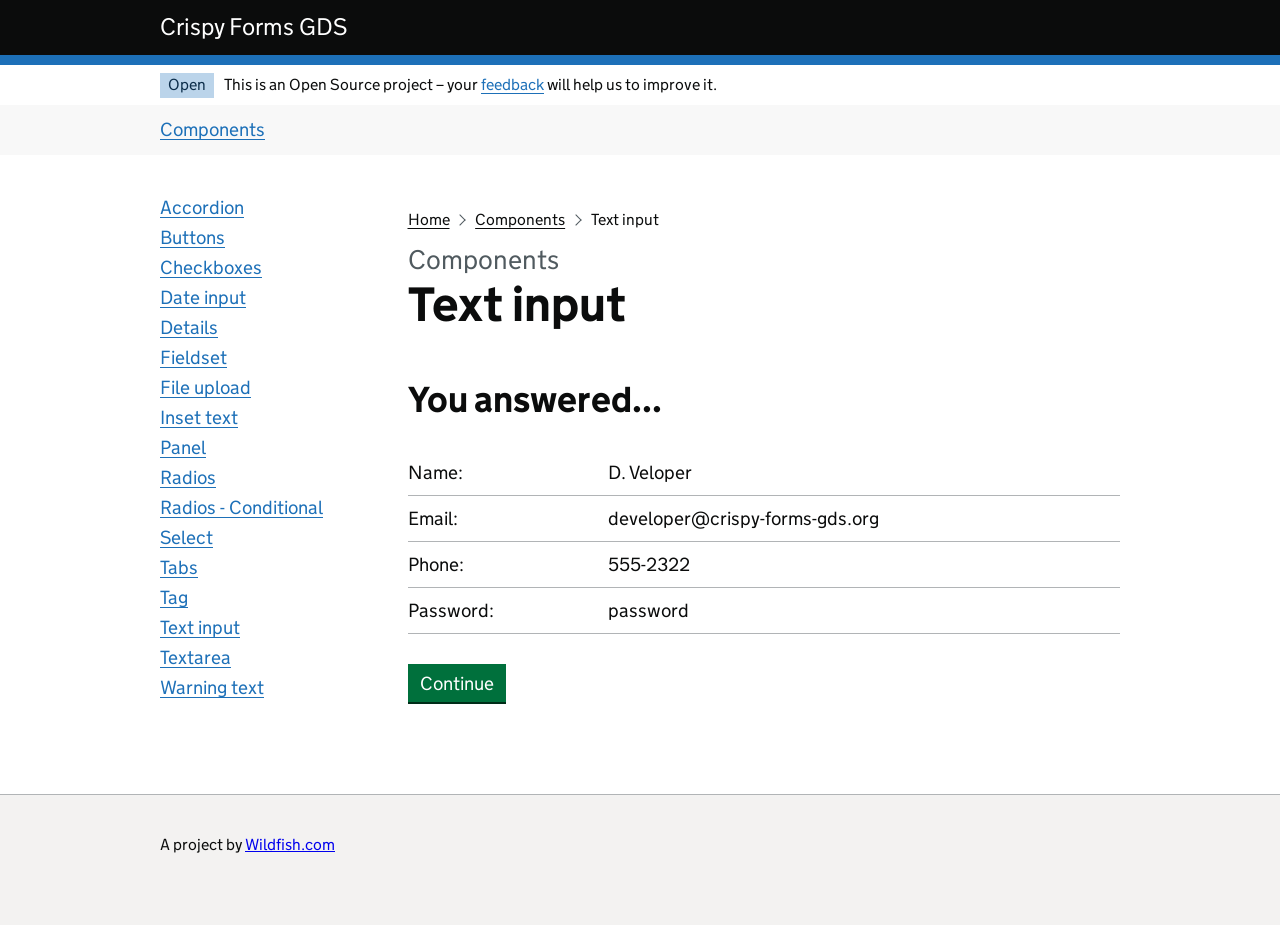 Crispy Forms GDS
Open This is an Open Source project – your feedback will help us to improve it.
Components
Accordion
Buttons
Checkboxes
Date input
Details
Fieldset
File upload
Inset text
Panel
Radios
Radios - Conditional
Select
Tabs
Tag
Text input
Textarea
Warning text
Home Components Text input
Components
Text input
You answered...
Name: D. Veloper
Email: developer@crispy-forms-gds.org
Phone: 555-2322
Password: password
Continue
A project by Wildfish.com